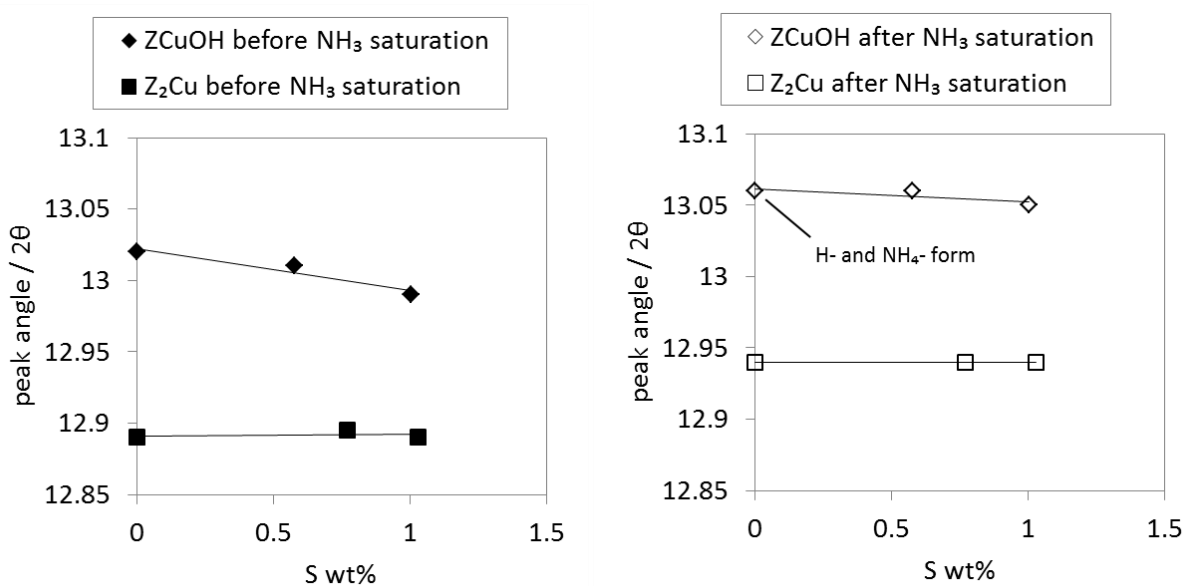 ◆ ZCuOH before NH₃ saturation
■ Z₂Cu before NH₃ saturation
13.1
13.05
13
12.95
12.9
12.85
peak angle / 2θ
0
0.5
1
1.5
S wt%
◇ ZCuOH after NH₃ saturation
□ Z₂Cu after NH₃ saturation
13.1
13.05
13
12.95
12.9
12.85
peak angle / 2θ
H- and NH₄- form
0
0.5
1
1.5
S wt%